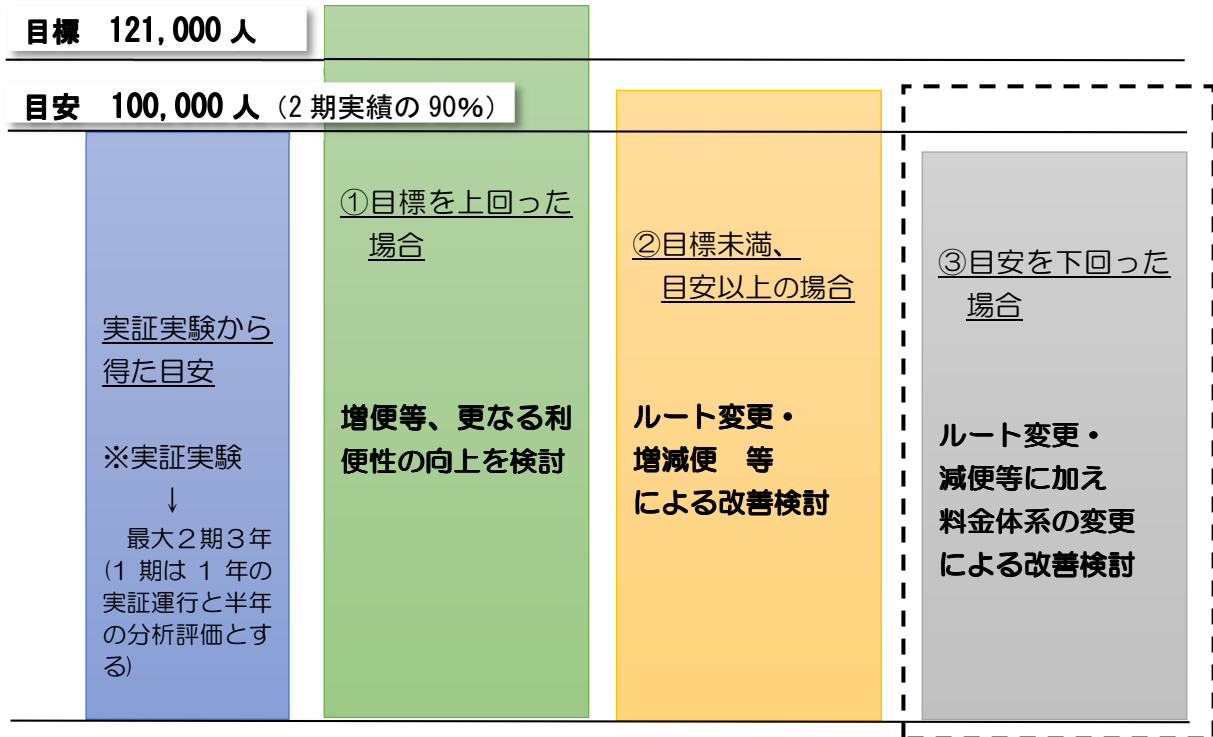 目標　121,000 人
目安　100,000 人（2 期実績の 90%）
実証実験から
得た目安
※実証実験
↓
最大２期３年
(1 期は 1 年の
実証運行と半年
の分析評価とす
る)
①目標を上回った
場合
増便等、更なる利
便性の向上を検討
②目標未満、
目安以上の場合
ルート変更・
増減便　等
による改善検討
③目安を下回った
場合
ルート変更・
減便等に加え
料金体系の変更
による改善検討